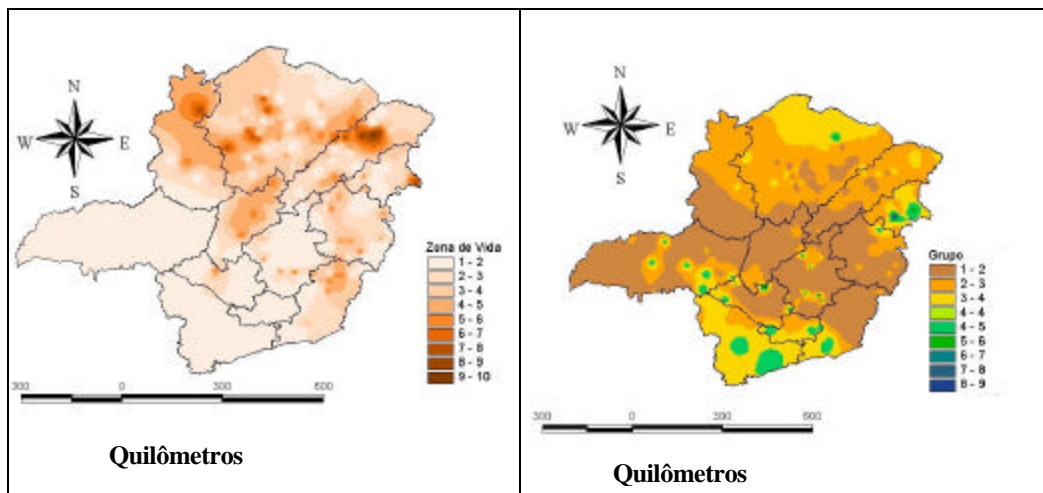 N
W E
S
Zona de Vida
1 - 2
2 - 3
3 - 4
4 - 5
5 - 6
6 - 7
7 - 8
8 - 9
9 - 10
300 0 300 600
Quilômetros
N
W E
S
Grupo
1 - 2
2 - 3
3 - 4
4 - 4
4 - 5
5 - 6
6 - 7
7 - 8
8 - 9
300 0 300 600
Quilômetros